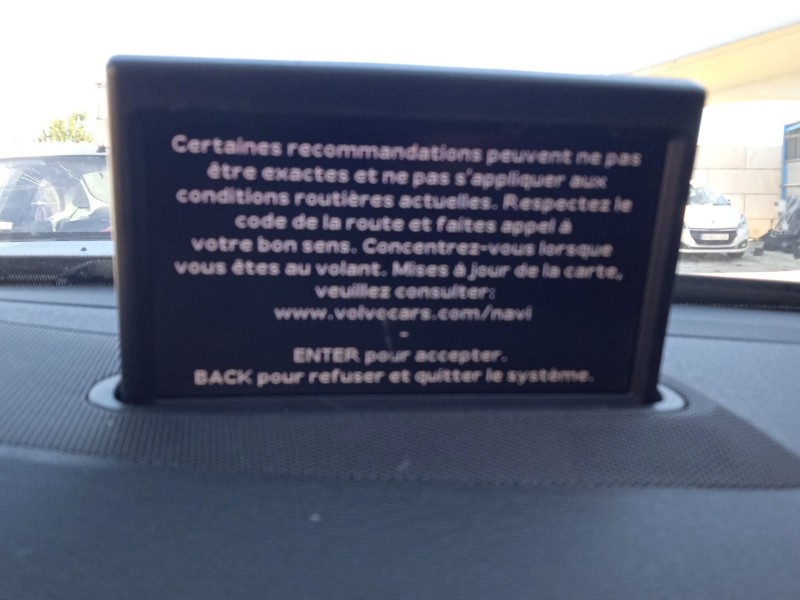 Certaines recommandations peuvent ne pas
être exactes et ne pas s'appliquer aux
conditions routières actuelles. Respectez le
code de la route et faites appel à
votre bon sens. Concentrez-vous lorsque
vous êtes au volant. Mises à jour de la carte,
veuillez consulter:
www.volvocars.com/navi
-
ENTER pour accepter.
BACK pour refuser et quitter le système.